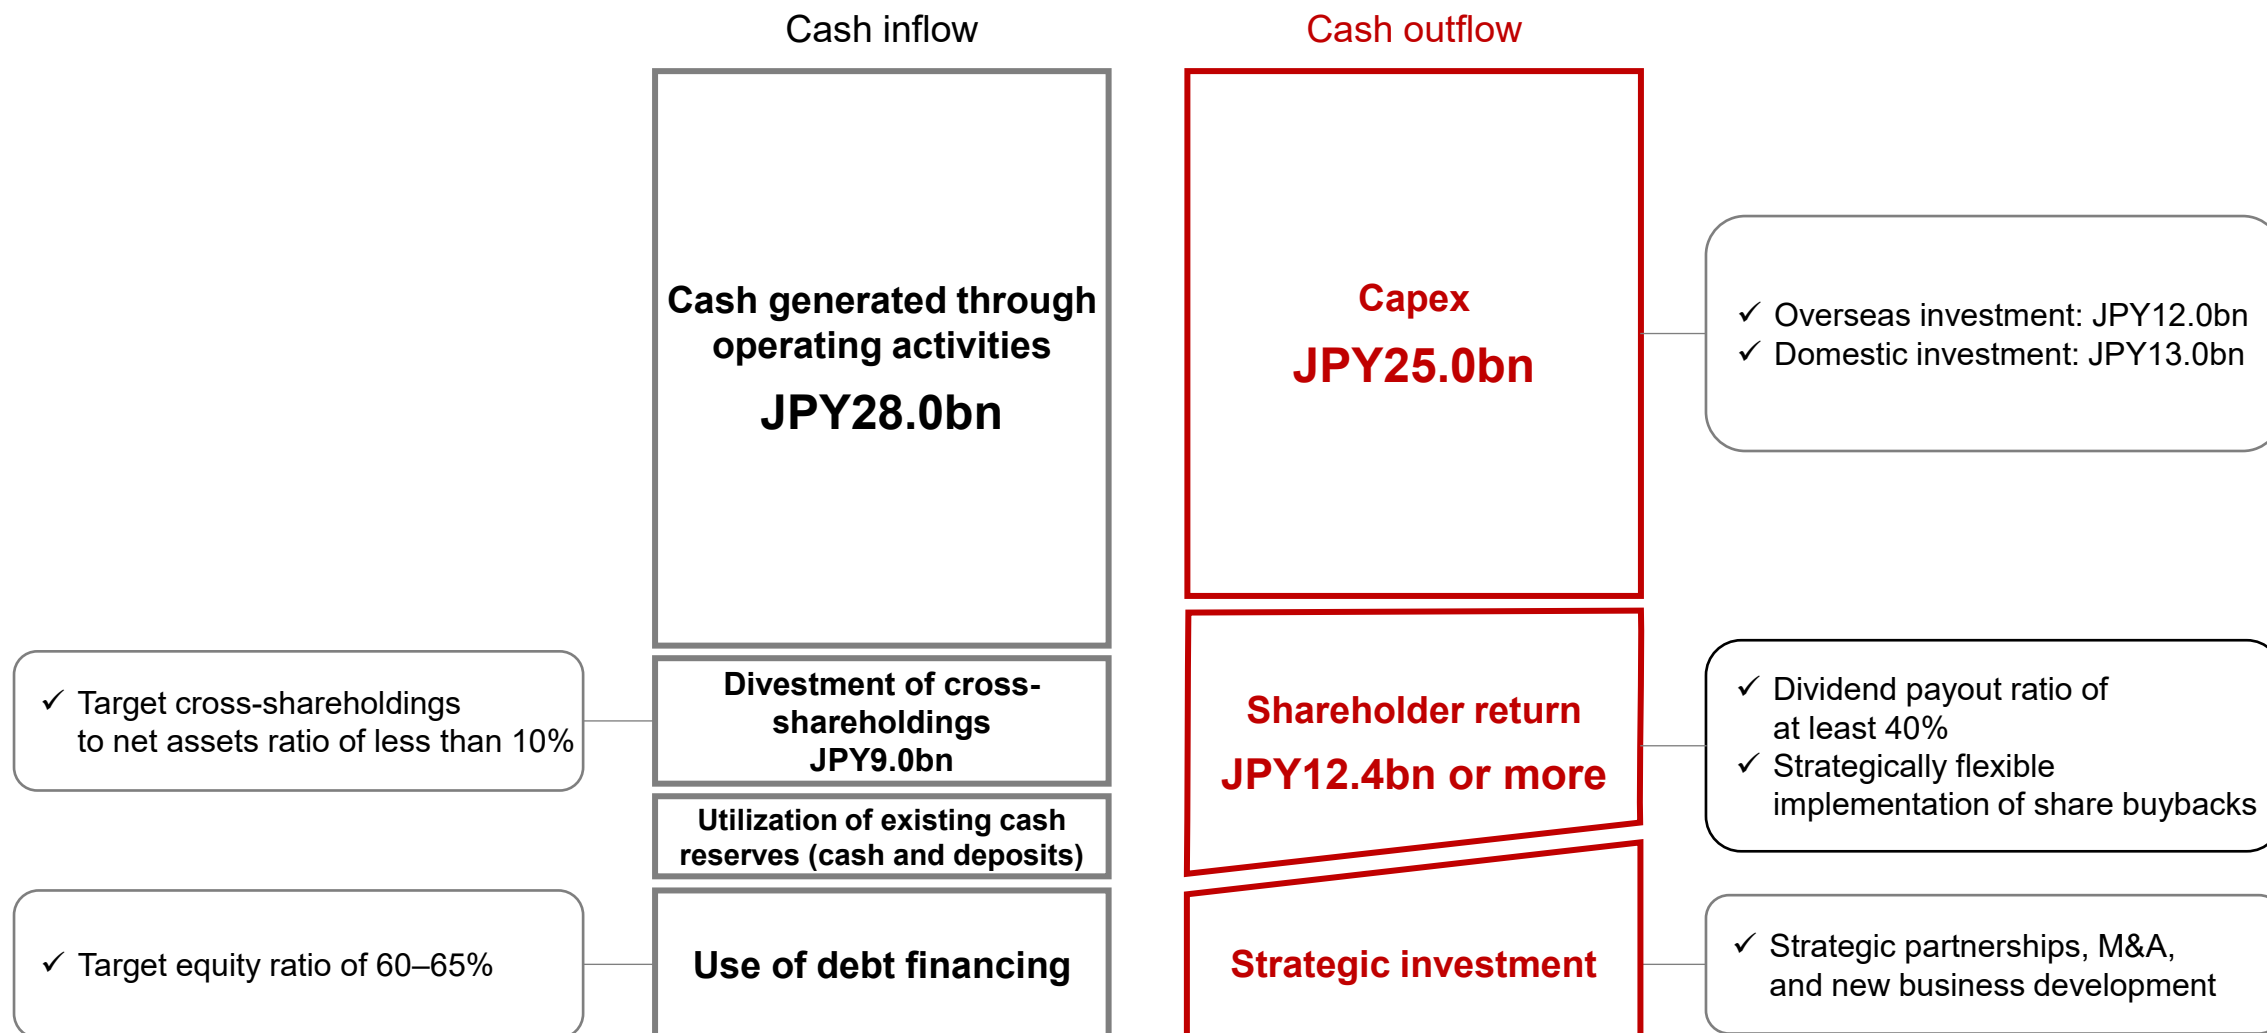 Cash inflow
Cash outflow
Cash generated through
operating activities
JPY28.0bn
Capex
JPY25.0bn
✓ Overseas investment: JPY12.0bn
✓ Domestic investment: JPY13.0bn
✓ Target cross-shareholdings
to net assets ratio of less than 10%
Divestment of cross-
shareholdings
JPY9.0bn
Shareholder return
JPY12.4bn or more
✓ Dividend payout ratio of
at least 40%
✓ Strategically flexible
implementation of share buybacks
Utilization of existing cash
reserves (cash and deposits)
✓ Target equity ratio of 60–65%
Use of debt financing
Strategic investment
✓ Strategic partnerships, M&A,
and new business development